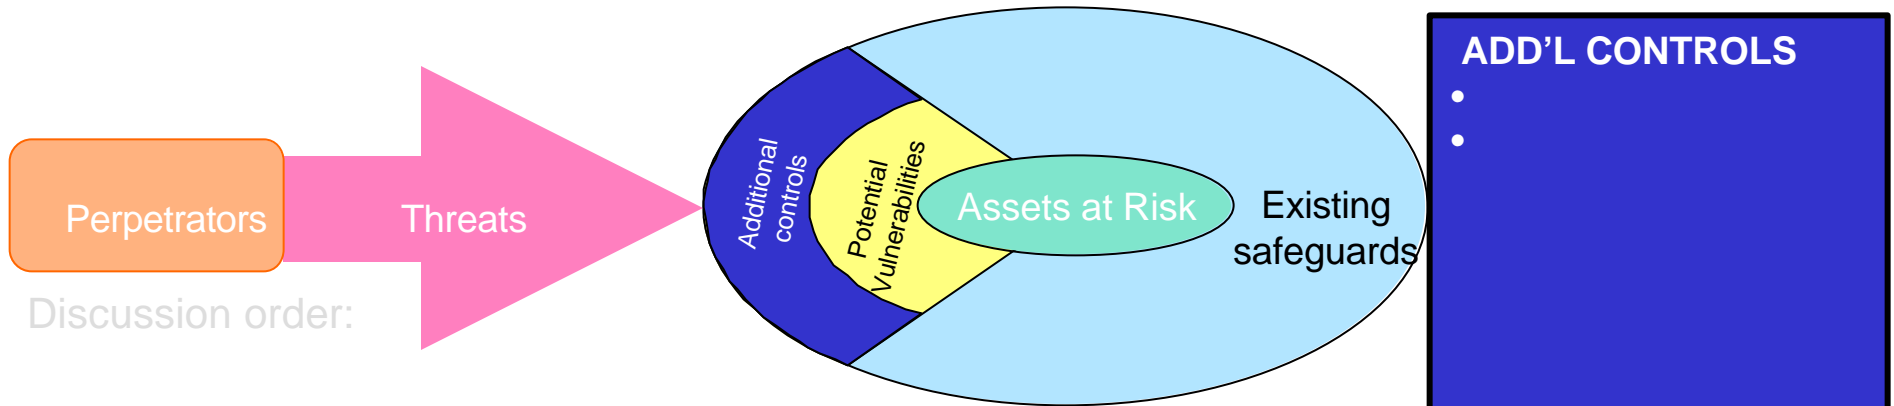 Perpetrators
Threats
Discussion order:
Additional
controls
Potential
Vulnerabilities
Assets at Risk
Existing
safeguards
ADD’L CONTROLS
•
•